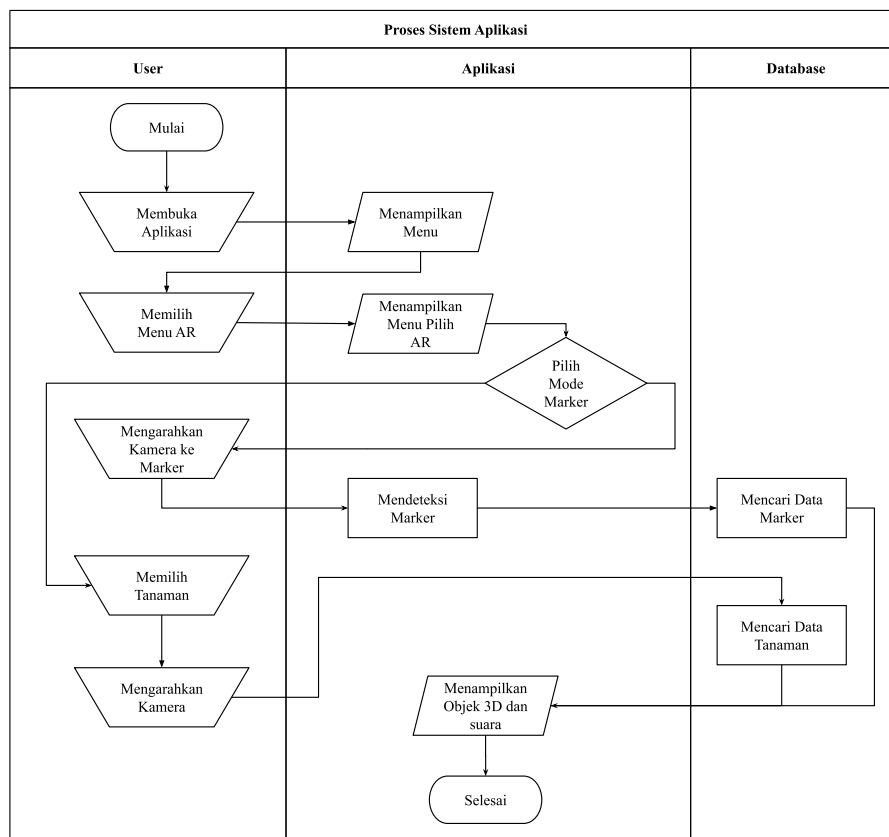 Proses Sistem Aplikasi
User
Aplikasi
Database
Mulai
Membuka
Aplikasi
Menampilkan
Menu
Memilih
Menu AR
Menampilkan
Menu Pilih
AR
Pilih
Mode
Marker
Mengarahkan
Kamera ke
Marker
Mendeteksi
Marker
Mencari Data
Marker
Memilih
Tanaman
Mencari Data
Tanaman
Mengarahkan
Kamera
Menampilkan
Objek 3D dan
suara
Selesai